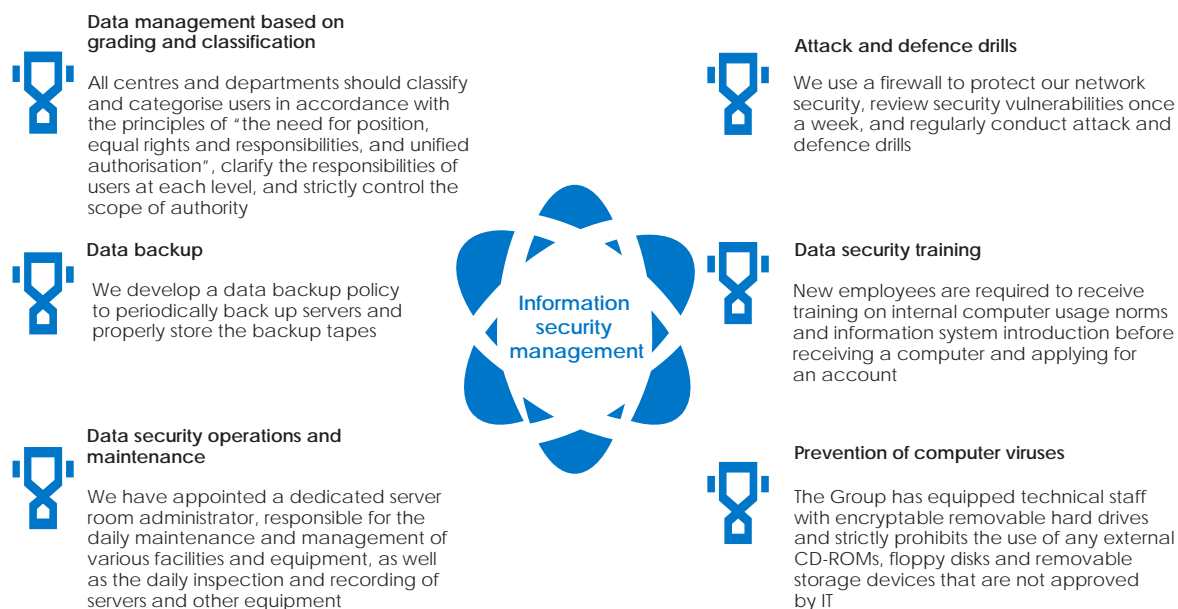 Data management based on
grading and classification
All centres and departments should classify
and categorise users in accordance with
the principles of “the need for position,
equal rights and responsibilities, and unified
authorisation”, clarify the responsibilities of
users at each level, and strictly control the
scope of authority
Data backup
We develop a data backup policy
to periodically back up servers and
properly store the backup tapes
Data security operations and
maintenance
We have appointed a dedicated server
room administrator, responsible for the
daily maintenance and management of
various facilities and equipment, as well
as the daily inspection and recording of
servers and other equipment
Information
security
management
Attack and defence drills
We use a firewall to protect our network
security, review security vulnerabilities once
a week, and regularly conduct attack and
defence drills
Data security training
New employees are required to receive
training on internal computer usage norms
and information system introduction before
receiving a computer and applying for
an account
Prevention of computer viruses
The Group has equipped technical staff
with encryptable removable hard drives
and strictly prohibits the use of any external
CD-ROMs, floppy disks and removable
storage devices that are not approved
by IT